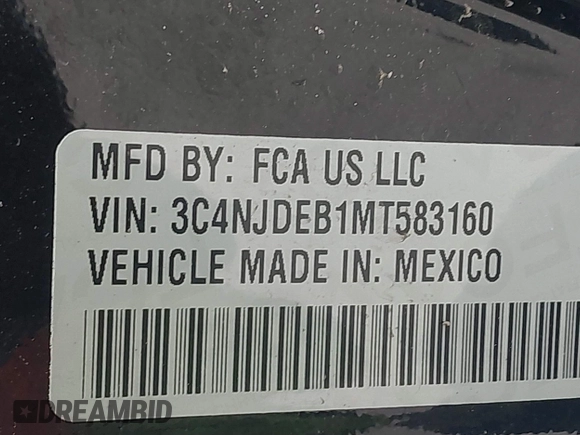 MFD BY: FCA US LLC
VIN: 3C4NJDEB1MT583160
VEHICLE MADE IN: MEXICO
DREAMBID